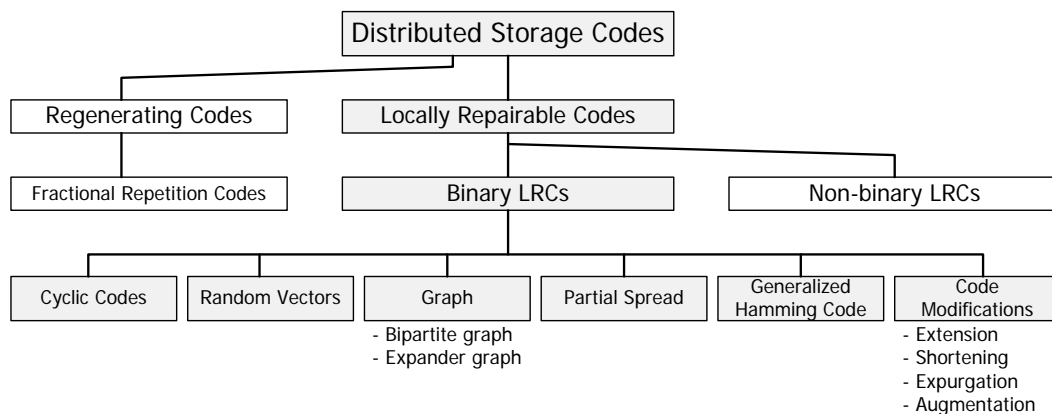 Distributed Storage Codes
Regenerating Codes
Locally Repairable Codes
Fractional Repetition Codes
Binary LRCs
Non-binary LRCs
Cyclic Codes
Random Vectors
Graph
- Bipartite graph
- Expander graph
Partial Spread
Generalized
Hamming Code
Code
Modifications
- Extension
- Shortening
- Expurgation
- Augmentation